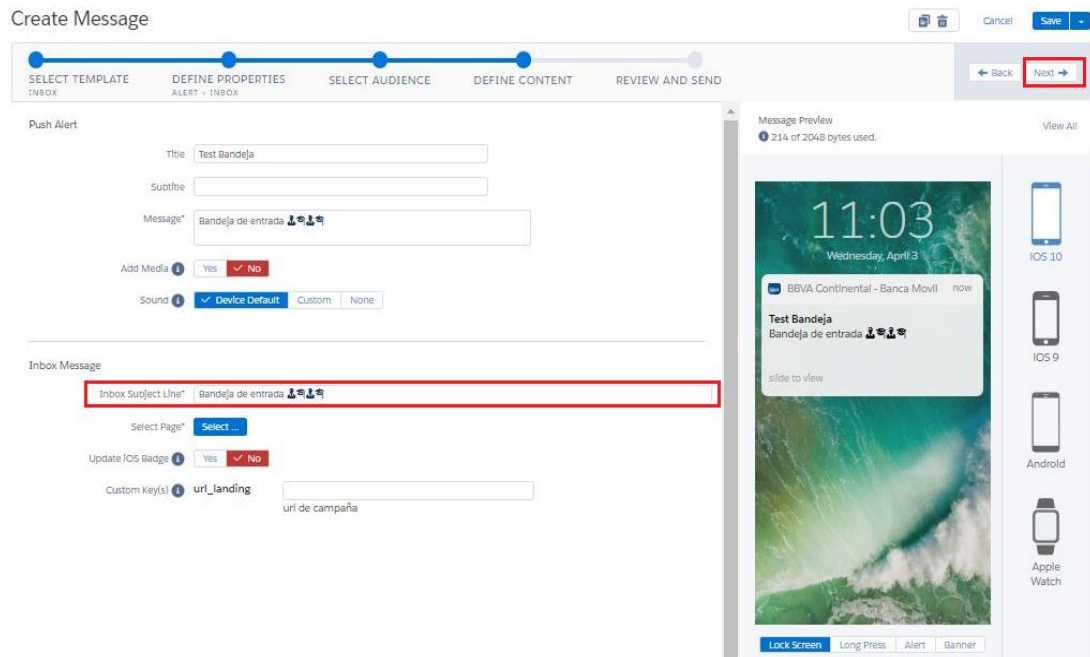 Create Message
Cancel
Save
SELECT TEMPLATE
INBOX
DEFINE PROPERTIES
ALERT › INBOX
SELECT AUDIENCE
DEFINE CONTENT
REVIEW AND SEND
← Back
Next →
Push Alert
Title Test Bandeja
Subtitle
Message* Bandeja de entrada
Add Media Yes ✓ No
Sound ✓ Device Default Custom None
Inbox Message
Inbox Subject Line* Bandeja de entrada
Select Page* Select ...
Update iOS Badge Yes ✓ No
Custom Key(s) url_landing
url de campaña
Message Preview
214 of 2048 bytes used.
View All
11:03
Wednesday, April 3
BBVA Continental - Banca Movil now
Test Bandeja
Bandeja de entrada
slide to view
IOS 10
IOS 9
Android
Apple
Watch
Lock Screen Long Press Alert Banner